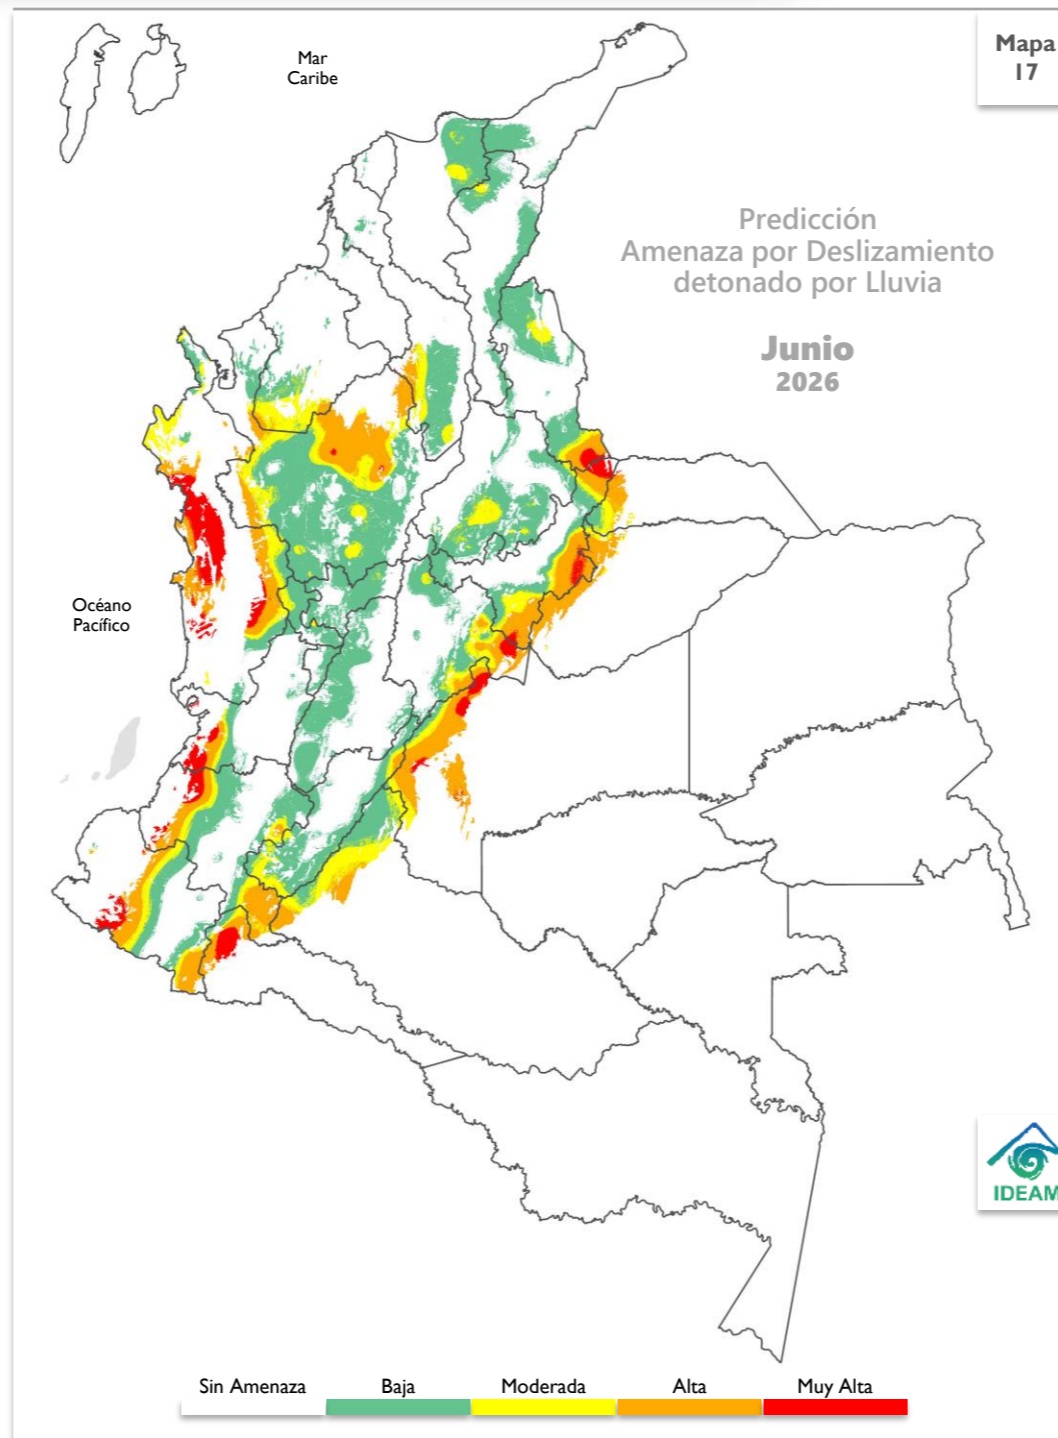 Mar
Caribe
Mapa
17
Predicción
Amenaza por Deslizamiento
detonado por Lluvia
Junio
2026
Océano
Pacífico
IDEAM
Sin Amenaza
Baja
Moderada
Alta
Muy Alta